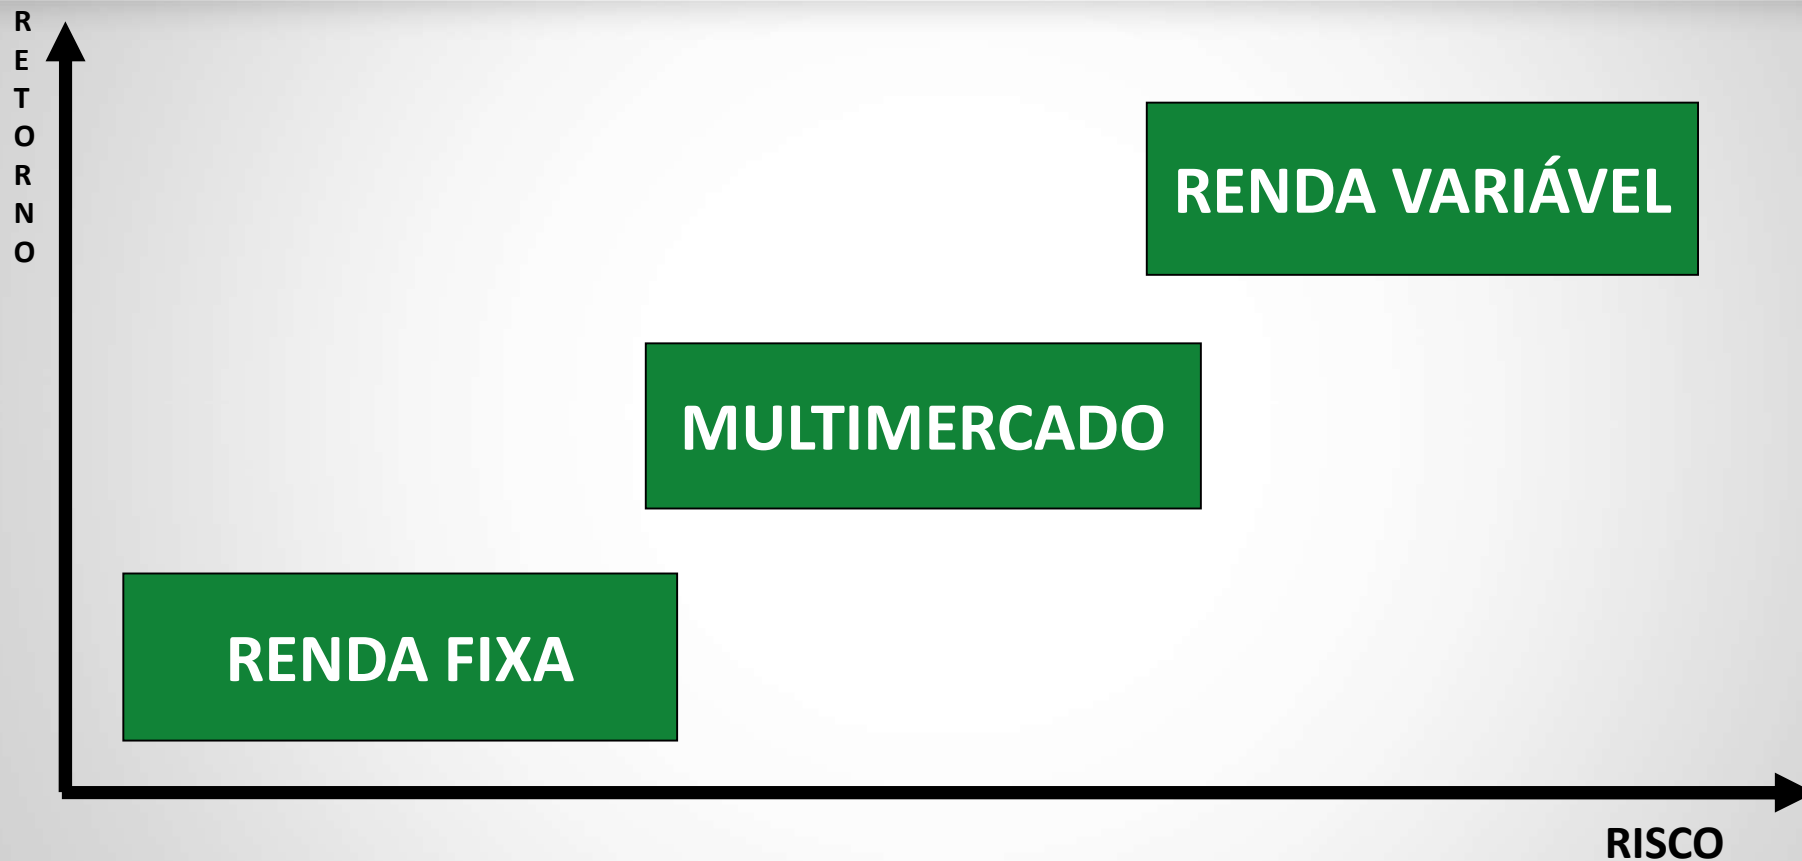 RETORNO
RENDA VARIÁVEL
MULTIMERCADO
RENDA FIXA
RISCO